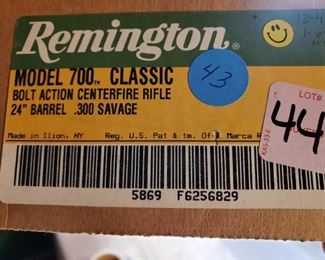 Remington
MODEL 700™ CLASSIC
BOLT ACTION CENTERFIRE RIFLE
24" BARREL .300 SAVAGE
43
LOT#
44
Made in Ilion, NY Reg. U.S. Pat & tm. Off Marca
5869 F6256829